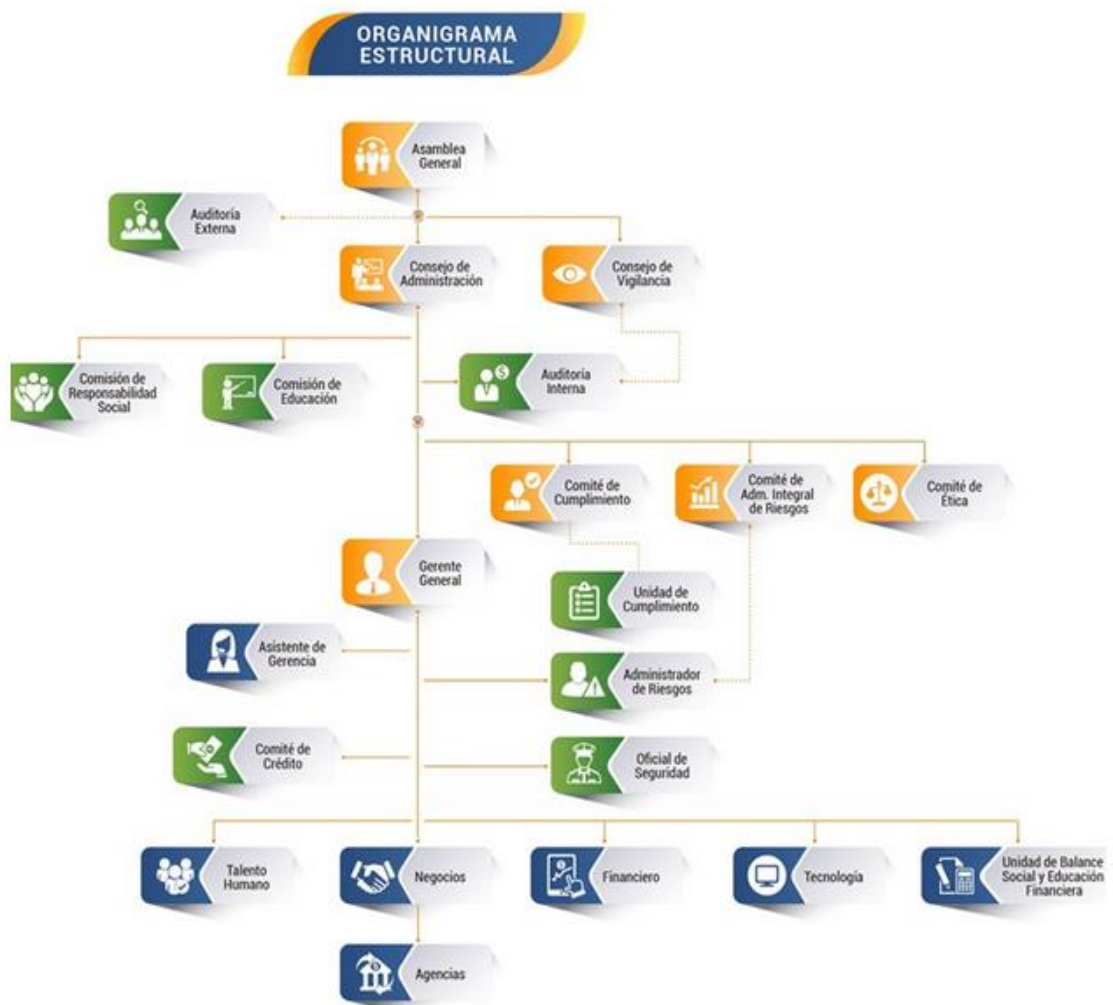 ORGANIGRAMA
ESTRUCTURAL
Asamblea
General
Auditoría
Externa
Consejo de
Administración
Consejo de
Vigilancia
Comisión de
Responsabilidad
Social
Comisión de
Educación
Auditoría
Interna
Comité de
Cumplimiento
Comité de
Adm. Integral
de Riesgos
Comité de
Ética
Gerente
General
Unidad de
Cumplimiento
Asistente de
Gerencia
Administrador
de Riesgos
Comité de
Crédito
Oficial de
Seguridad
Talento
Humano
Negocios
Financiero
Tecnología
Unidad de Balance
Social y Educación
Financiera
Agencias